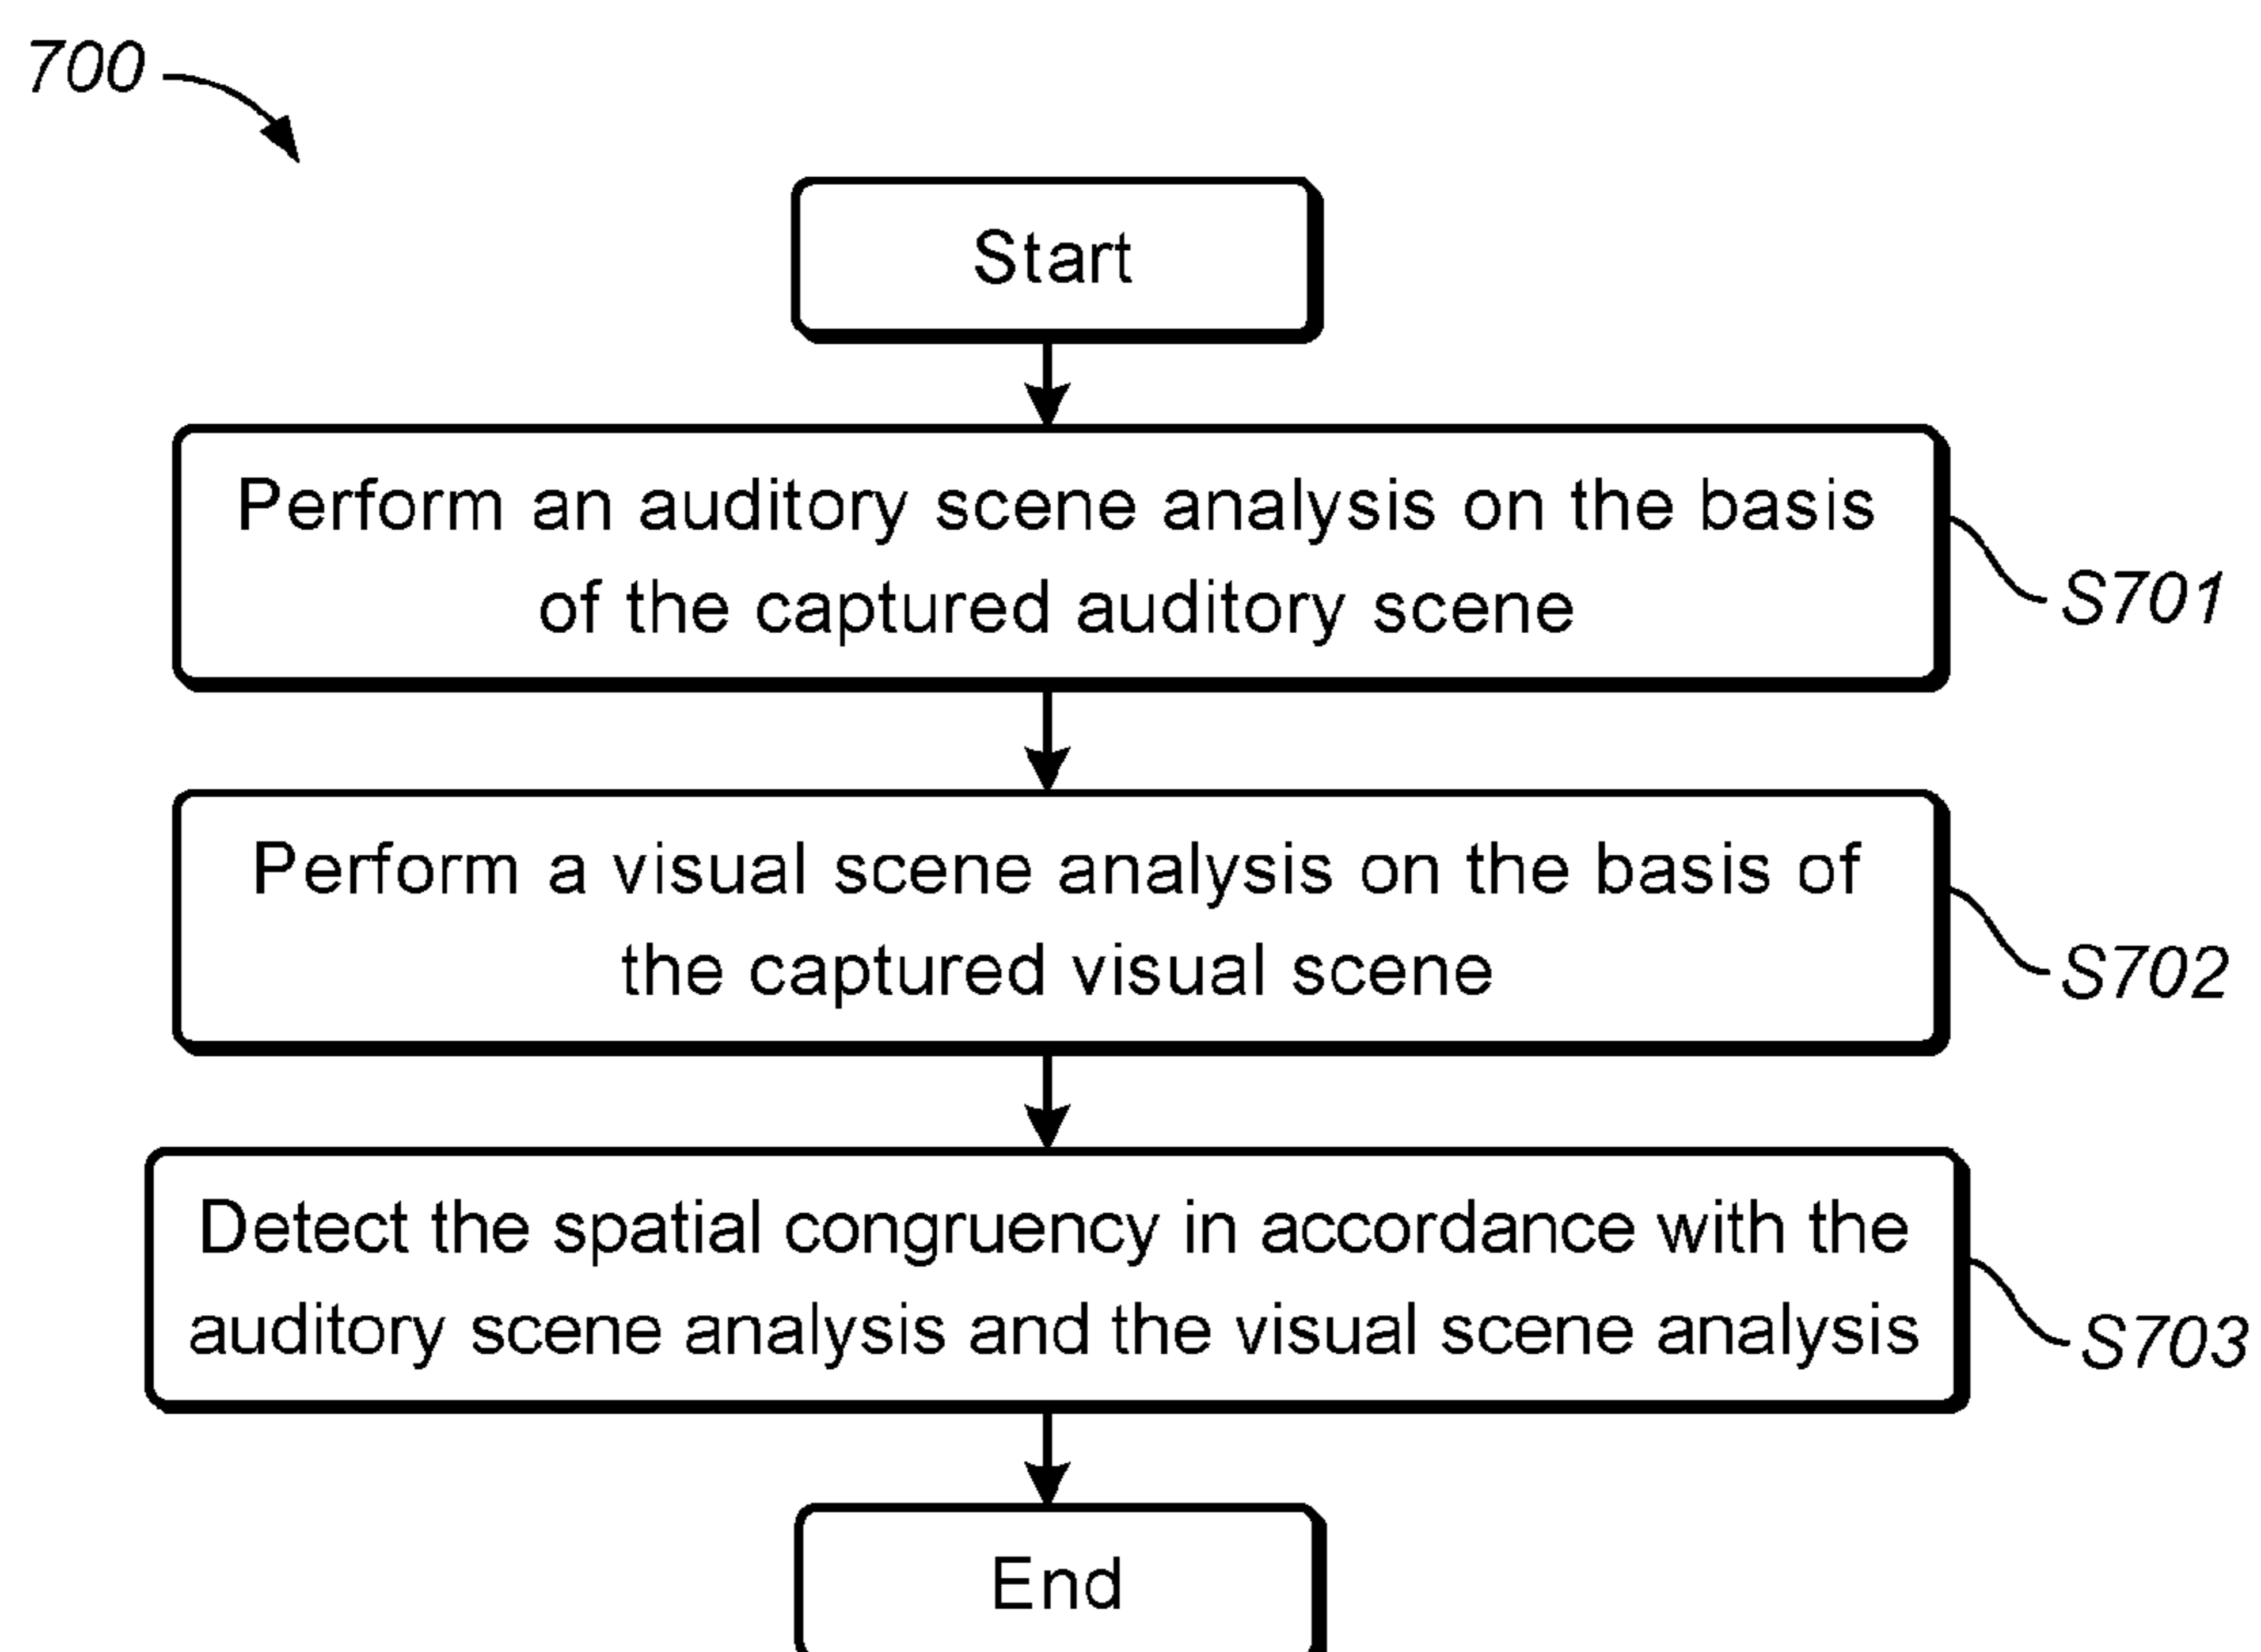 700
Start
Perform an auditory scene analysis on the basis
of the captured auditory scene
S701
Perform a visual scene analysis on the basis of
the captured visual scene
S702
Detect the spatial congruency in accordance with the
auditory scene analysis and the visual scene analysis
S703
End